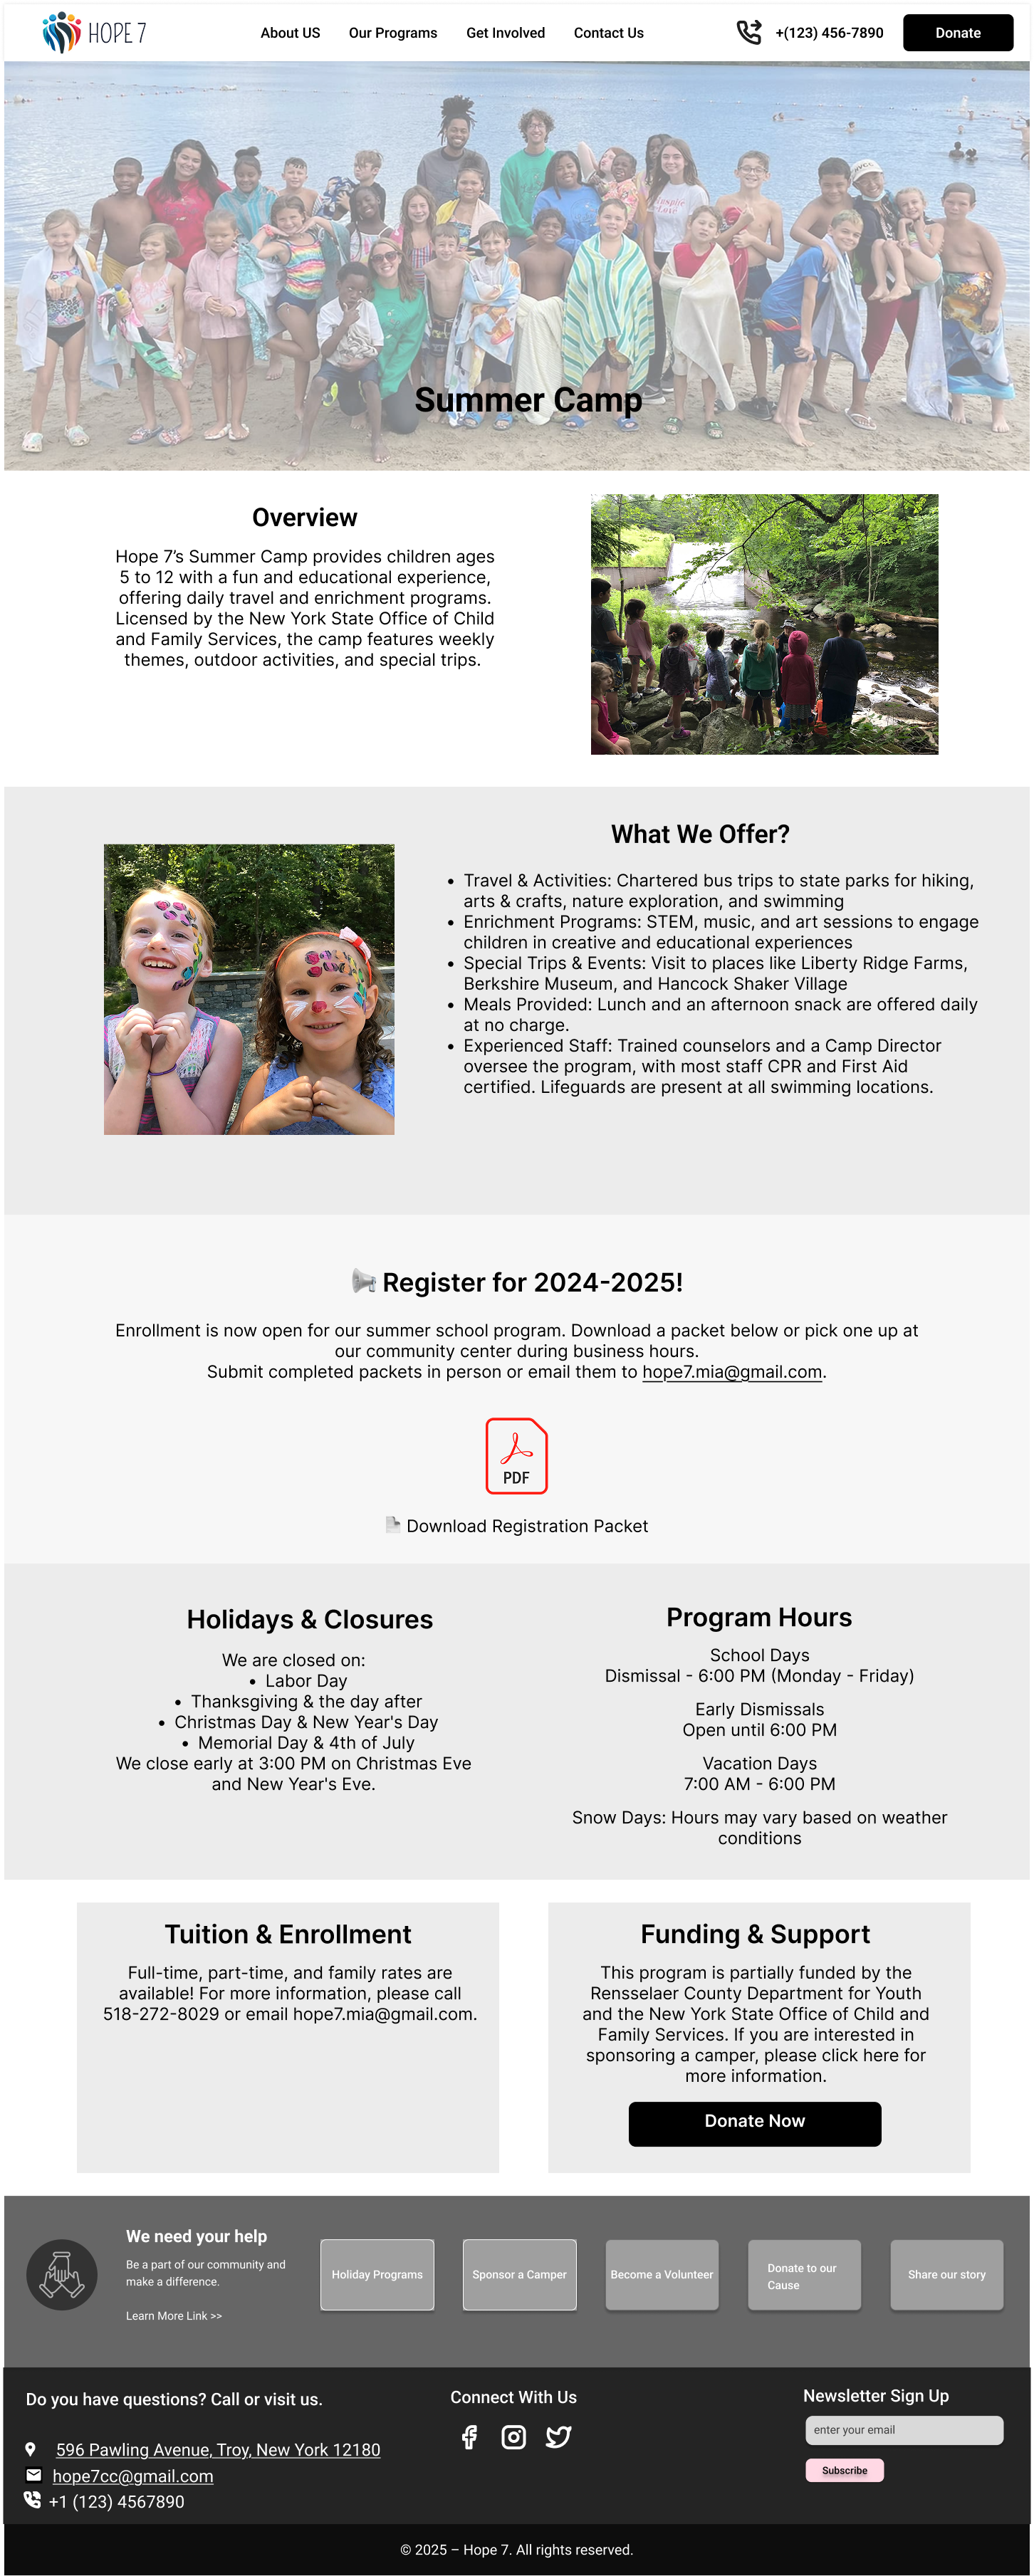 HOPE 7
About US
Our Programs
Get Involved
Contact Us
+(123) 456-7890
Donate
Inspire
Love
Summer Camp
Overview
Hope 7’s Summer Camp provides children ages
5 to 12 with a fun and educational experience,
offering daily travel and enrichment programs.
Licensed by the New York State Office of Child
and Family Services, the camp features weekly
themes, outdoor activities, and special trips.
What We Offer?
• Travel & Activities: Chartered bus trips to state parks for hiking,
arts & crafts, nature exploration, and swimming
• Enrichment Programs: STEM, music, and art sessions to engage
children in creative and educational experiences
• Special Trips & Events: Visit to places like Liberty Ridge Farms,
Berkshire Museum, and Hancock Shaker Village
• Meals Provided: Lunch and an afternoon snack are offered daily
at no charge.
• Experienced Staff: Trained counselors and a Camp Director
oversee the program, with most staff CPR and First Aid
certified. Lifeguards are present at all swimming locations.
Register for 2024-2025!
Enrollment is now open for our summer school program. Download a packet below or pick one up at
our community center during business hours.
Submit completed packets in person or email them to hope7.mia@gmail.com.
PDF
Download Registration Packet
Holidays & Closures
We are closed on:
• Labor Day
• Thanksgiving & the day after
• Christmas Day & New Year's Day
• Memorial Day & 4th of July
We close early at 3:00 PM on Christmas Eve
and New Year's Eve.
Program Hours
School Days
Dismissal - 6:00 PM (Monday - Friday)
Early Dismissals
Open until 6:00 PM
Vacation Days
7:00 AM - 6:00 PM
Snow Days: Hours may vary based on weather
conditions
Tuition & Enrollment
Full-time, part-time, and family rates are
available! For more information, please call
518-272-8029 or email hope7.mia@gmail.com.
Funding & Support
This program is partially funded by the
Rensselaer County Department for Youth
and the New York State Office of Child and
Family Services. If you are interested in
sponsoring a camper, please click here for
more information.
Donate Now
We need your help
Be a part of our community and
make a difference.
Learn More Link >>
Holiday Programs
Sponsor a Camper
Become a Volunteer
Donate to our
Cause
Share our story
Do you have questions? Call or visit us.
596 Pawling Avenue, Troy, New York 12180
hope7cc@gmail.com
+1 (123) 4567890
Connect With Us
Newsletter Sign Up
enter your email
Subscribe
© 2025 – Hope 7. All rights reserved.